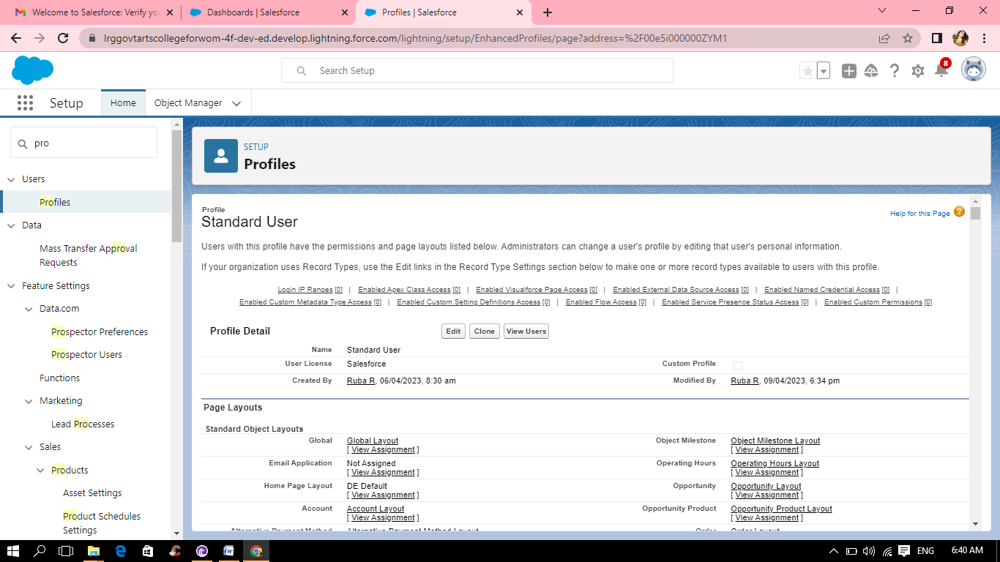 Welcome to Salesforce: Verify yo
Dashboards | Salesforce
Profiles | Salesforce
lrggovtartscollegeforwom-4f-dev-ed.develop.lightning.force.com/lightning/setup/EnhancedProfiles/page?address=%2F00e5i000000ZYM1
Search Setup
8
Setup
Home
Object Manager
pro
Users
Profiles
Data
Mass Transfer Approval
Requests
Feature Settings
Data.com
Prospector Preferences
Prospector Users
Functions
Marketing
Lead Processes
Sales
Products
Asset Settings
Product Schedules
Settings
SETUP
Profiles
Profile
Standard User
Help for this Page ?
Users with this profile have the permissions and page layouts listed below. Administrators can change a user's profile by editing that user's personal information.
If your organization uses Record Types, use the Edit links in the Record Type Settings section below to make one or more record types available to users with this profile.
Login IP Ranges [0] | Enabled Apex Class Access [0] | Enabled Visualforce Page Access [0] | Enabled External Data Source Access [0] | Enabled Named Credential Access [0] |
Enabled Custom Metadata Type Access [0] | Enabled Custom Setting Definitions Access [0] | Enabled Flow Access [0] | Enabled Service Presence Status Access [0] | Enabled Custom Permissions [0]
Profile Detail Edit Clone View Users
Name Standard User
User License Salesforce Custom Profile
Created By Ruba R, 06/04/2023, 8:30 am Modified By Ruba R, 09/04/2023, 6:34 pm
Page Layouts
Standard Object Layouts
Global Global Layout Object Milestone Object Milestone Layout
[ View Assignment ] [ View Assignment ]
Email Application Not Assigned Operating Hours Operating Hours Layout
[ View Assignment ] [ View Assignment ]
Home Page Layout DE Default Opportunity Opportunity Layout
[ View Assignment ] [ View Assignment ]
Account Account Layout Opportunity Product Opportunity Product Layout
[ View Assignment ] [ View Assignment ]
Alternative Payment Method Alternative Payment Method Layout Order Order Layout
ENG
6:40 AM